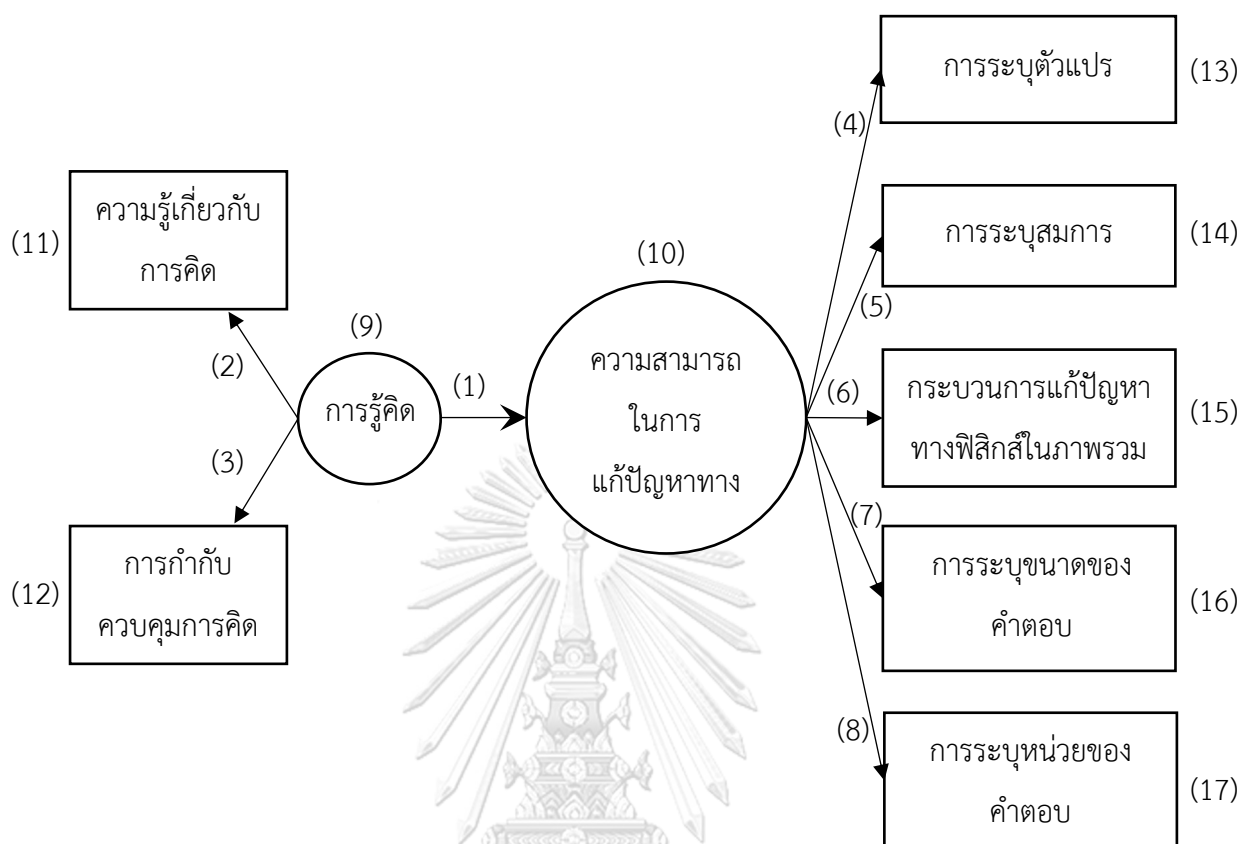 (11)
ความรู้เกี่ยวกับ
การคิด
(2)
(9)
การรู้คิด
(3)
(12)
การกำกับ
ควบคุมการคิด
(1)
(10)
ความสามารถ
ในการ
แก้ปัญหาทาง
(4)
การระบุตัวแปร
(13)
(5)
การระบุสมการ
(14)
(6)
กระบวนการแก้ปัญหา
ทางฟิสิกส์ในภาพรวม
(15)
(7)
การระบุขนาดของ
คำตอบ
(16)
(8)
การระบุหน่วยของ
คำตอบ
(17)